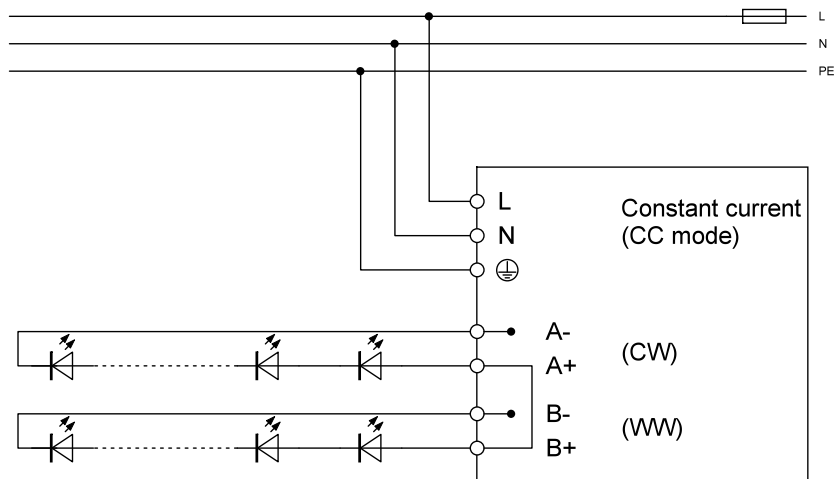 L
N
PE
L
Constant current
N
(CC mode)
A-
(CW)
A+
B-
(WW)
B+